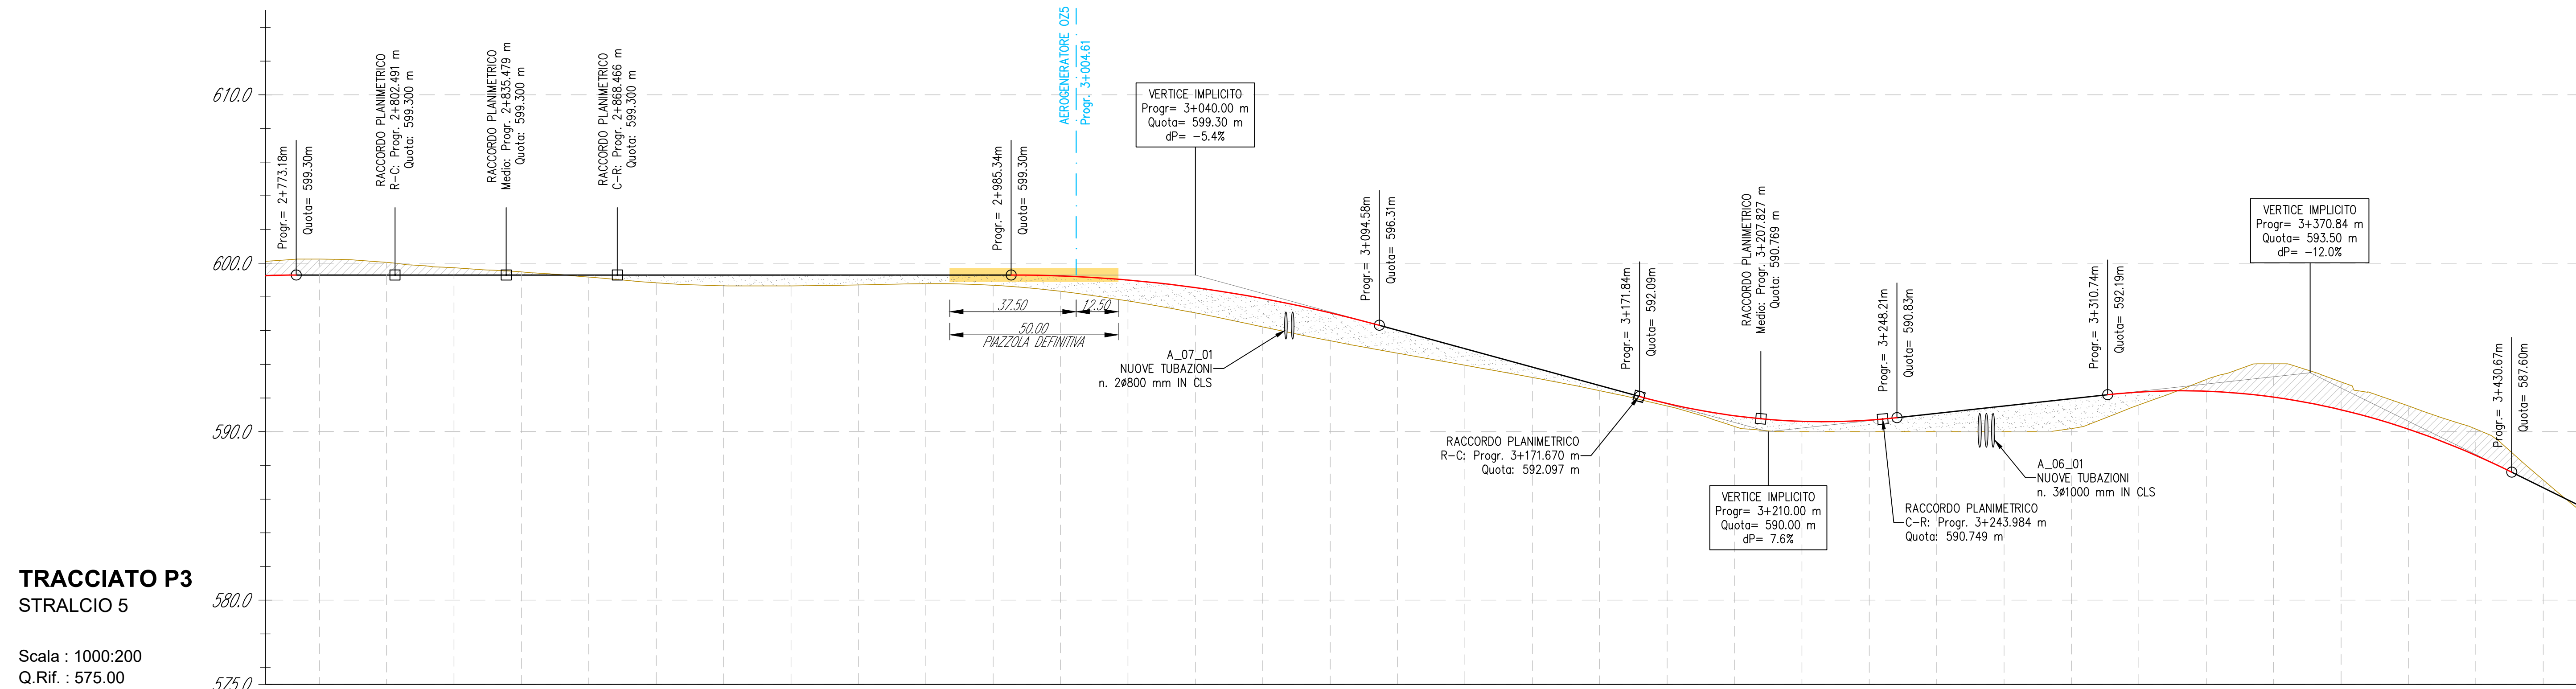 610.0
600.0
590.0
580.0
575.0
TRACCIATO P3
STRALCIO 5
Scala : 1000:200
Q.Rif. : 575.00
Progr.= 2+773.18m
Quota= 599.30m
RACCORDO PLANIMETRICO
R-C: Progr. 2+802.491 m
Quota: 599.300 m
RACCORDO PLANIMETRICO
Medio: Progr. 2+835.479 m
Quota: 599.300 m
RACCORDO PLANIMETRICO
C-R: Progr. 2+868.466 m
Quota: 599.300 m
Progr.= 2+985.34m
Quota= 599.30m
AEROGENERATORE OZ5
Progr. 3+004.61
37.50
12.50
50.00
PIAZZOLA DEFINITIVA
VERTICE IMPLICITO
Progr= 3+040.00 m
Quota= 599.30 m
dP= -5.4%
A_07_01
NUOVE TUBAZIONI
n. 2ø800 mm IN CLS
Progr.= 3+094.58m
Quota= 596.31m
Progr.= 3+171.84m
Quota= 592.09m
RACCORDO PLANIMETRICO
R-C: Progr. 3+171.670 m
Quota: 592.097 m
RACCORDO PLANIMETRICO
Medio: Progr. 3+207.827 m
Quota: 590.769 m
VERTICE IMPLICITO
Progr= 3+210.00 m
Quota= 590.00 m
dP= 7.6%
Progr.= 3+248.21m
Quota= 590.83m
RACCORDO PLANIMETRICO
C-R: Progr. 3+243.984 m
Quota: 590.749 m
A_06_01
NUOVE TUBAZIONI
n. 3ø1000 mm IN CLS
Progr.= 3+310.74m
Quota= 592.19m
VERTICE IMPLICITO
Progr= 3+370.84 m
Quota= 593.50 m
dP= -12.0%
Progr.= 3+430.67m
Quota= 587.60m